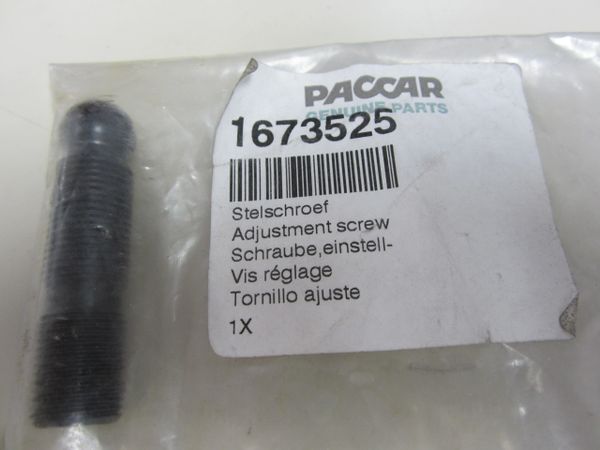 PACCAR
GENUINE PARTS
1673525
Stelschroef
Adjustment screw
Schraube,einstell-
Vis réglage
Tornillo ajuste
1X